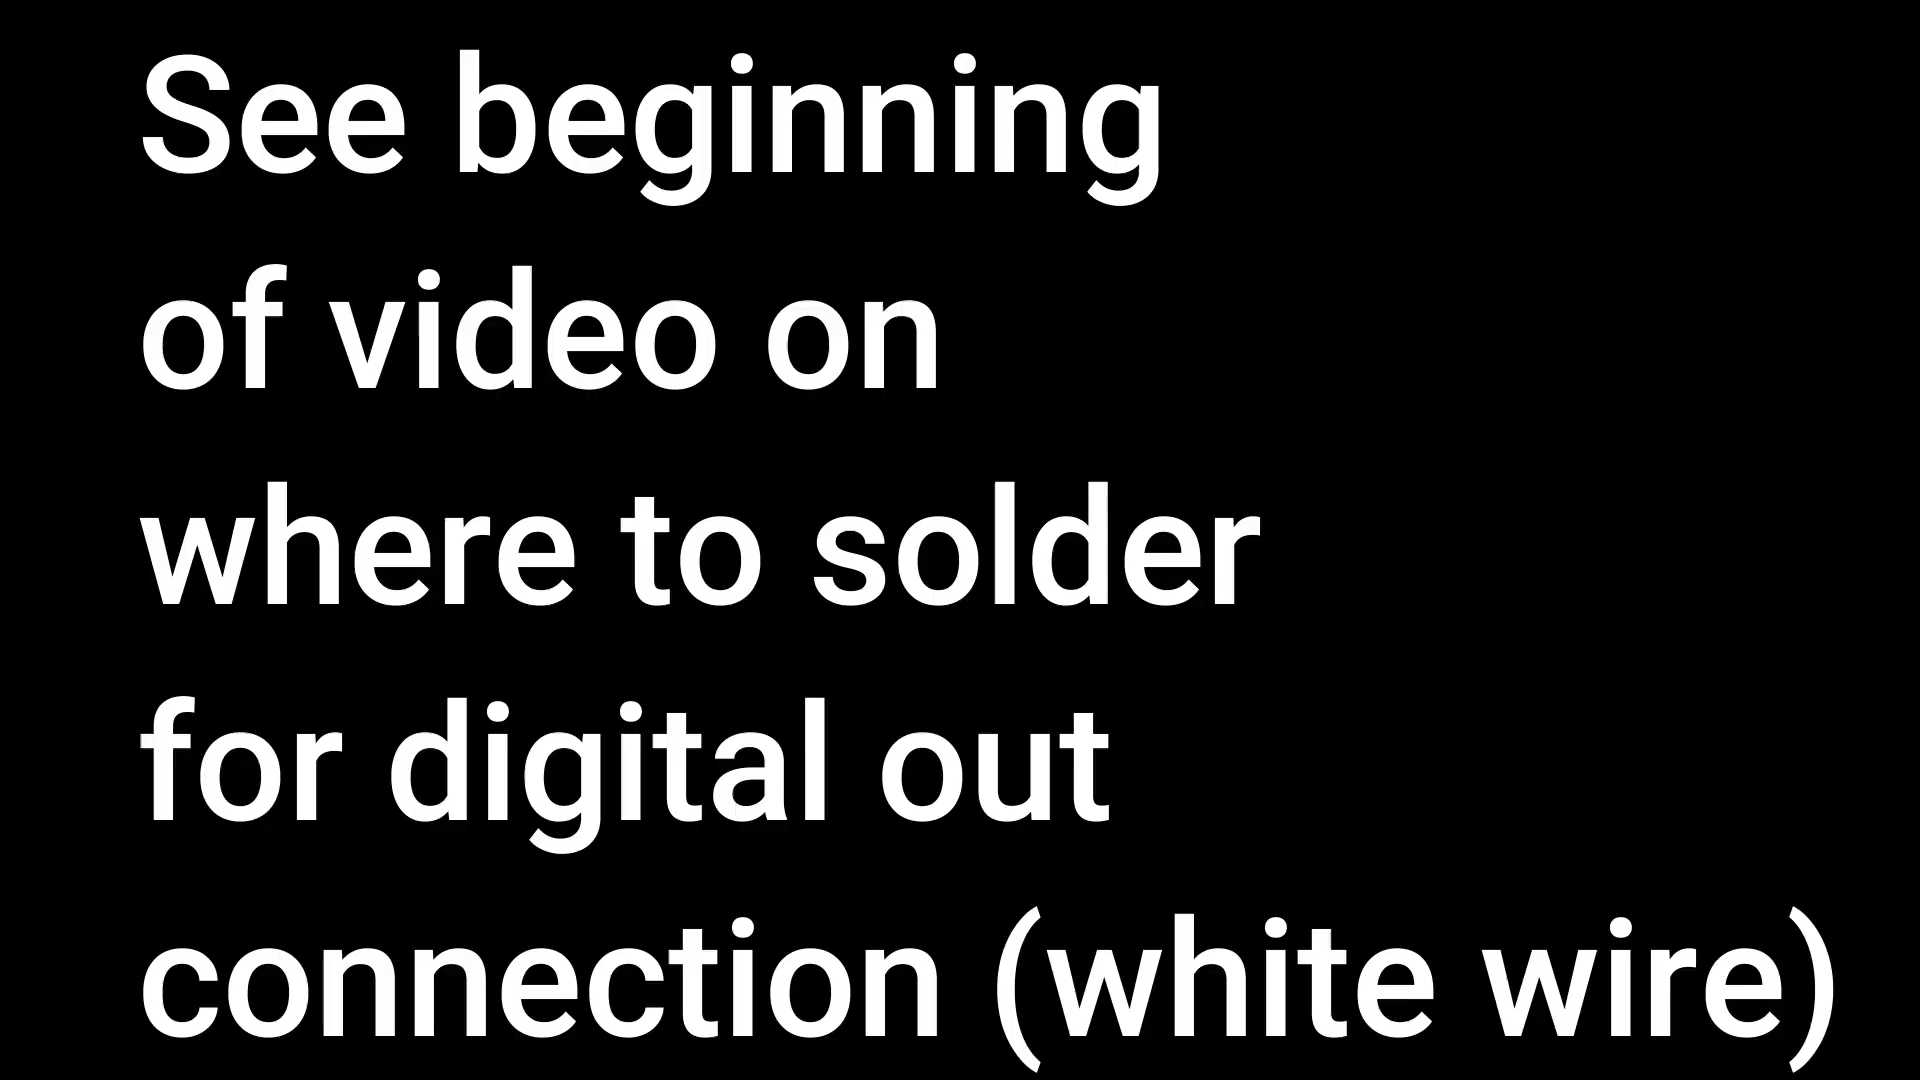 See beginning
of video on
where to solder
for digital out
connection (white wire)